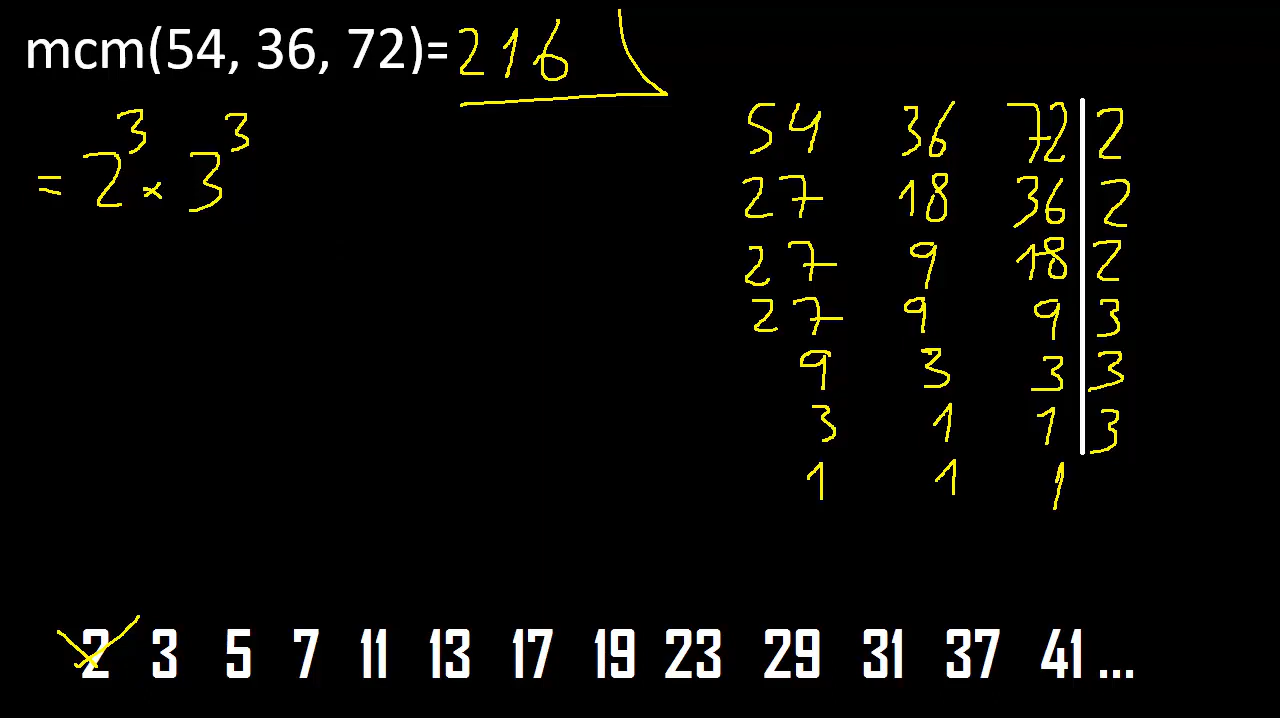 mcm(54, 36, 72)=216
= 2³ × 3³
54 36 72 2
27 18 36 2
27 9 18 2
27 9 9 3
9 3 3 3
3 1 1 3
1 1 1
2 3 5 7 11 13 17 19 23 29 31 37 41 ...